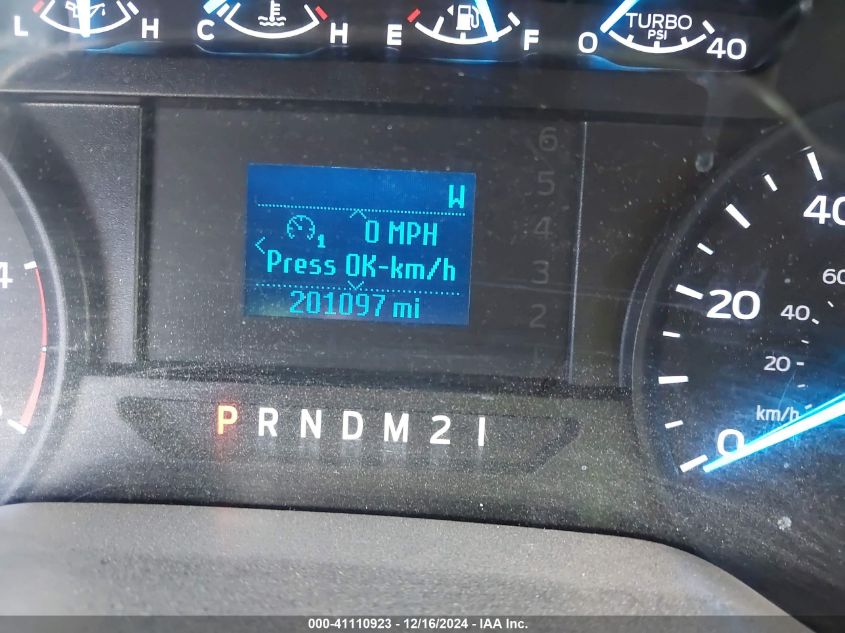 L H C H E F 0 TURBO PSI 40
6
5
4
3
2
W
0 MPH
1
Press OK-km/h
201097 mi
4
40
60
20
40
20
km/h
0
P R N D M 2 1
000-41110923 - 12/16/2024 - IAA Inc.